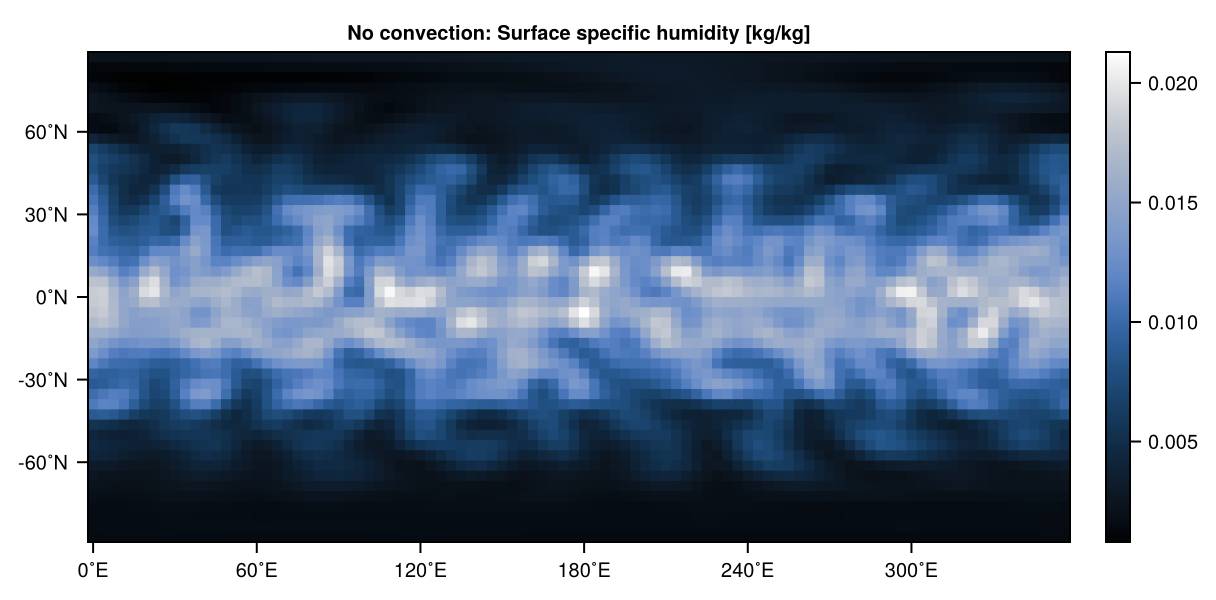 No convection: Surface specific humidity [kg/kg]
60˚N
30˚N
0˚N
-30˚N
-60˚N
0˚E
60˚E
120˚E
180˚E
240˚E
300˚E
0.020
0.015
0.010
0.005